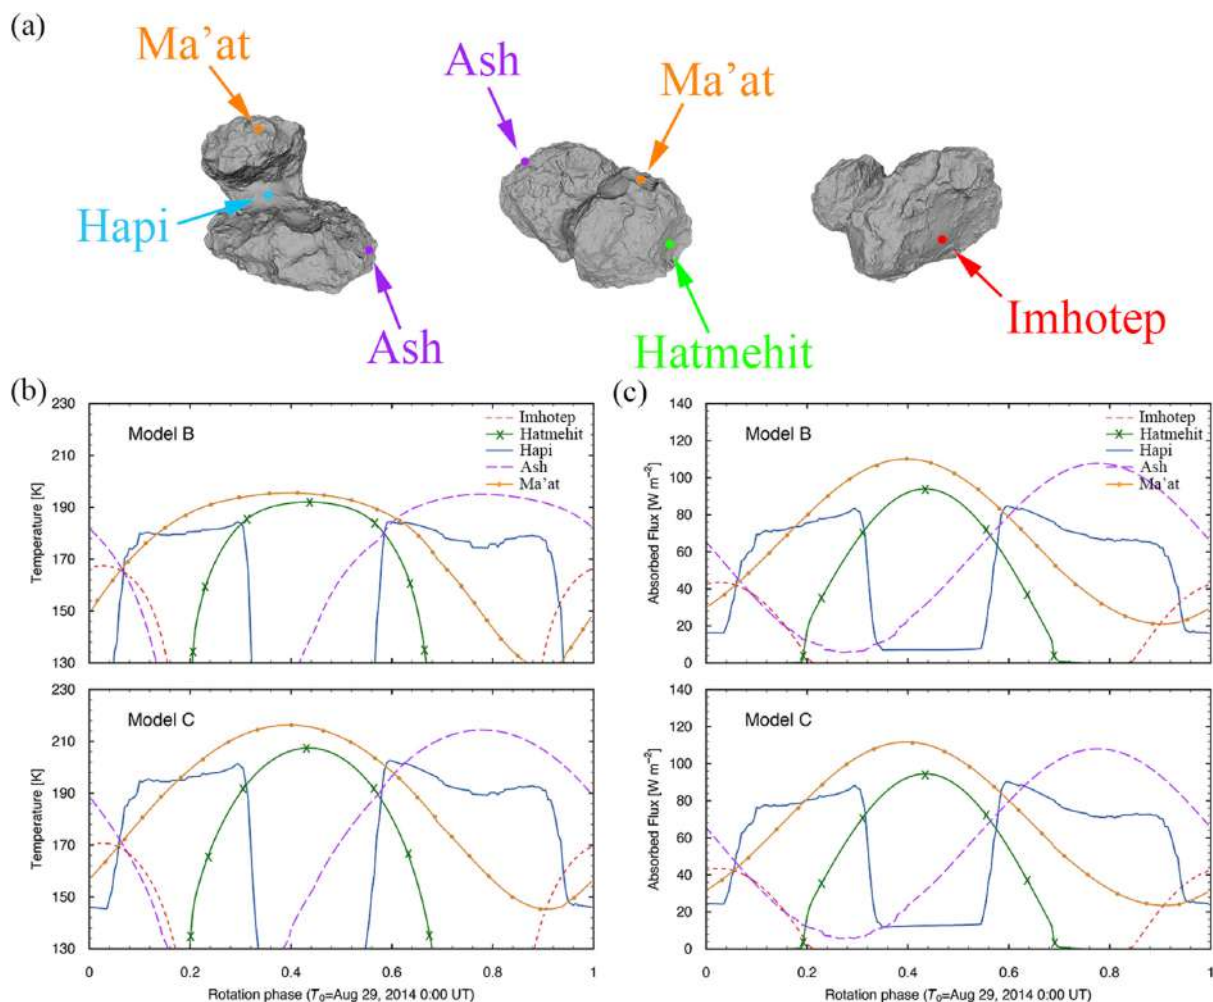 (a)
Ma’at
Ash
Ma’at
Hapi
Ash
Hatmehit
Imhotep
(b)
230
210
190
170
150
130
Temperature [K]
Model B
Imhotep
Hatmehit
Hapi
Ash
Ma’at
230
210
190
170
150
130
Temperature [K]
Model C
0
0.2
0.4
0.6
0.8
1
Rotation phase (T₀=Aug 29, 2014 0:00 UT)
(c)
140
120
100
80
60
40
20
0
Absorbed Flux [W m⁻²]
Model B
Imhotep
Hatmehit
Hapi
Ash
Ma’at
140
120
100
80
60
40
20
0
Absorbed Flux [W m⁻²]
Model C
0
0.2
0.4
0.6
0.8
1
Rotation phase (T₀=Aug 29, 2014 0:00 UT)